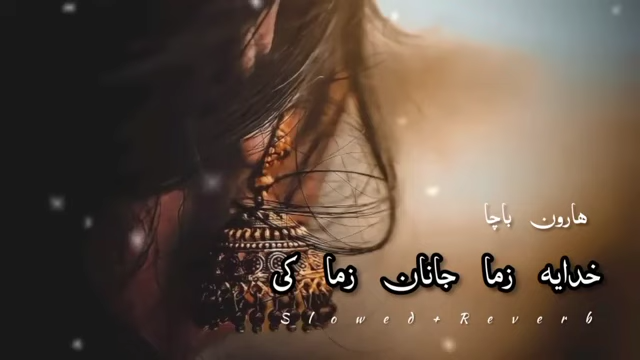 هارون باچا
خدایه زما جانان زما کی
Slowed+Reverb